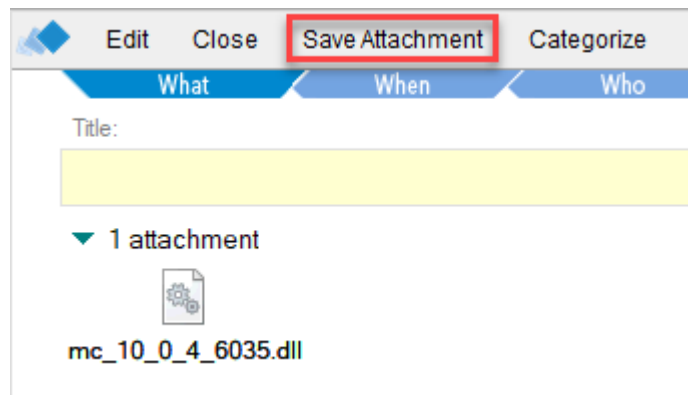 Edit Close Save Attachment Categorize
What When Who
Title:
1 attachment
mc_10_0_4_6035.dll